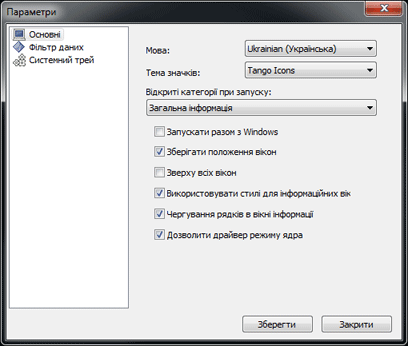 Параметри
Основні
Фільтр даних
Системний трей
Мова:
Ukrainian (Українська)
Тема значків:
Tango Icons
Відкриті категорії при запуску:
Загальна інформація
Запускати разом з Windows
Зберігати положення вікон
Зверху всіх вікон
Використовувати стилі для інформаційних вік
Чергування рядків в вікні інформації
Дозволити драйвер режиму ядра
Зберегти
Закрити